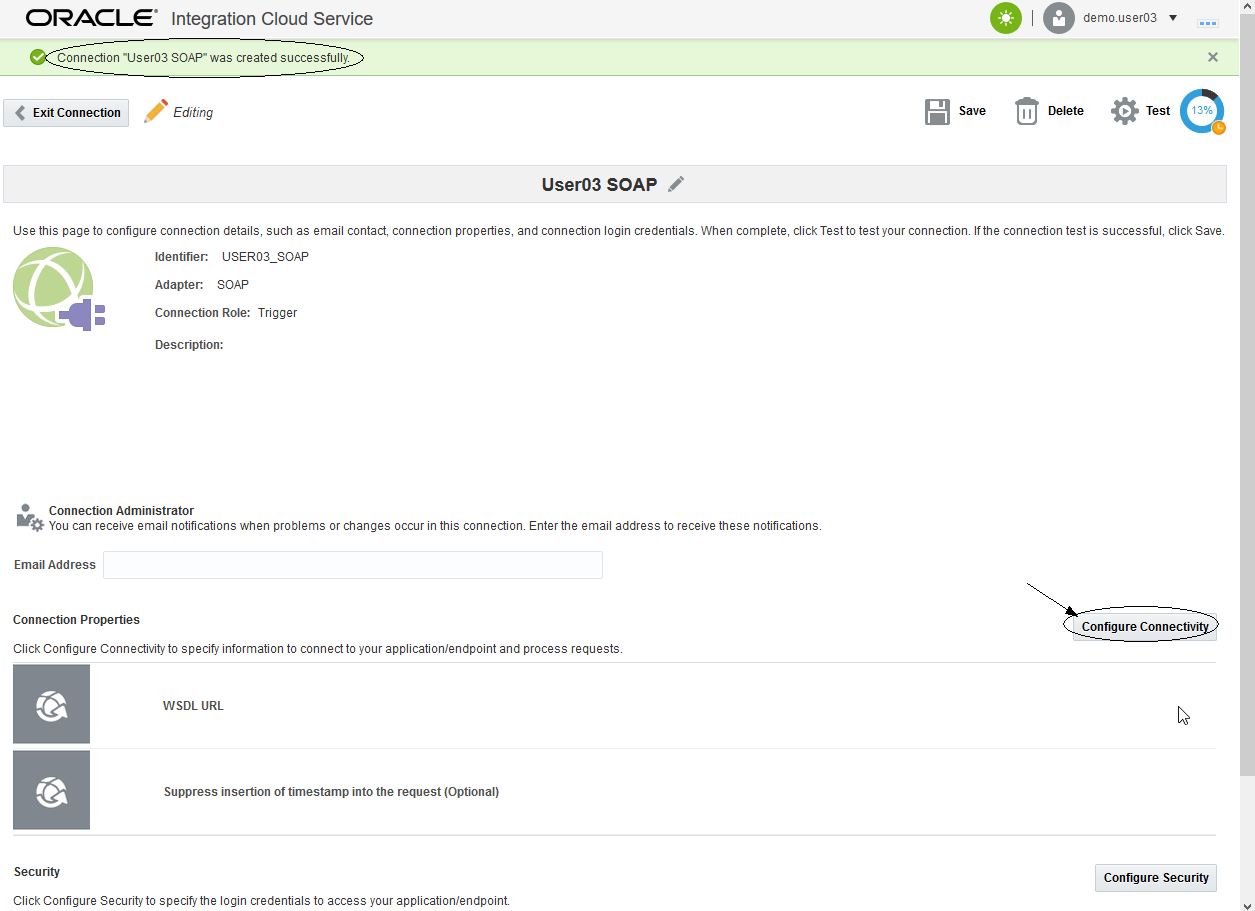 ORACLE® Integration Cloud Service
demo.user03
Connection "User03 SOAP" was created successfully.
Exit Connection
Editing
Save
Delete
Test
13%
User03 SOAP
Use this page to configure connection details, such as email contact, connection properties, and connection login credentials. When complete, click Test to test your connection. If the connection test is successful, click Save.
Identifier: USER03_SOAP
Adapter: SOAP
Connection Role: Trigger
Description:
Connection Administrator
You can receive email notifications when problems or changes occur in this connection. Enter the email address to receive these notifications.
Email Address
Connection Properties
Configure Connectivity
Click Configure Connectivity to specify information to connect to your application/endpoint and process requests.
WSDL URL
Suppress insertion of timestamp into the request (Optional)
Security
Configure Security
Click Configure Security to specify the login credentials to access your application/endpoint.